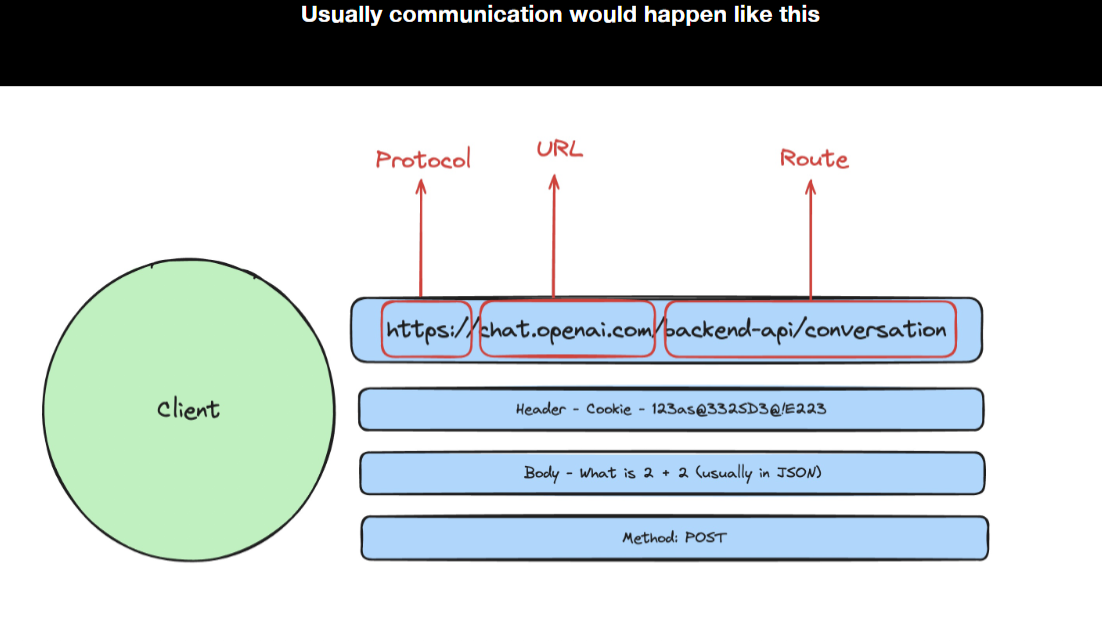 Usually communication would happen like this
Protocol
URL
Route
https://chat.openai.com/backend-api/conversation
Client
Header - Cookie - 123as@3325D3@/E223
Body - What is 2 + 2 (usually in JSON)
Method: POST